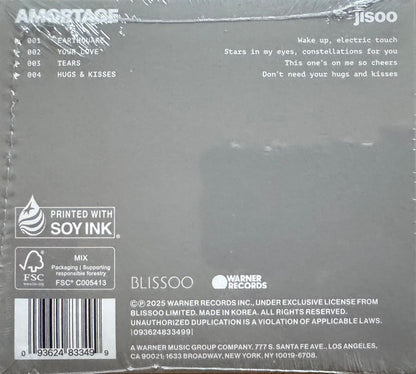 AMORTAGE
jisoo
001 EARTHQUAKE Wake up, electric touch
002 YOUR LOVE Stars in my eyes, constellations for you
003 TEARS This one's on me so cheers
004 HUGS & KISSES Don't need your hugs and kisses
PRINTED WITH
SOY INK
FSC
www.fsc.org
MIX
Packaging | Supporting
responsible forestry
FSC® C005413
BLISSOO
WARNER
RECORDS
©℗ 2025 WARNER RECORDS INC., UNDER EXCLUSIVE LICENSE FROM
BLISSOO LIMITED. MADE IN KOREA. ALL RIGHTS RESERVED.
UNAUTHORIZED DUPLICATION IS A VIOLATION OF APPLICABLE LAWS.
[093624833499]
A WARNER MUSIC GROUP COMPANY. 777 S. SANTA FE AVE., LOS ANGELES,
CA 90021; 1633 BROADWAY, NEW YORK, NY 10019-6708.
0 93624 83349 9